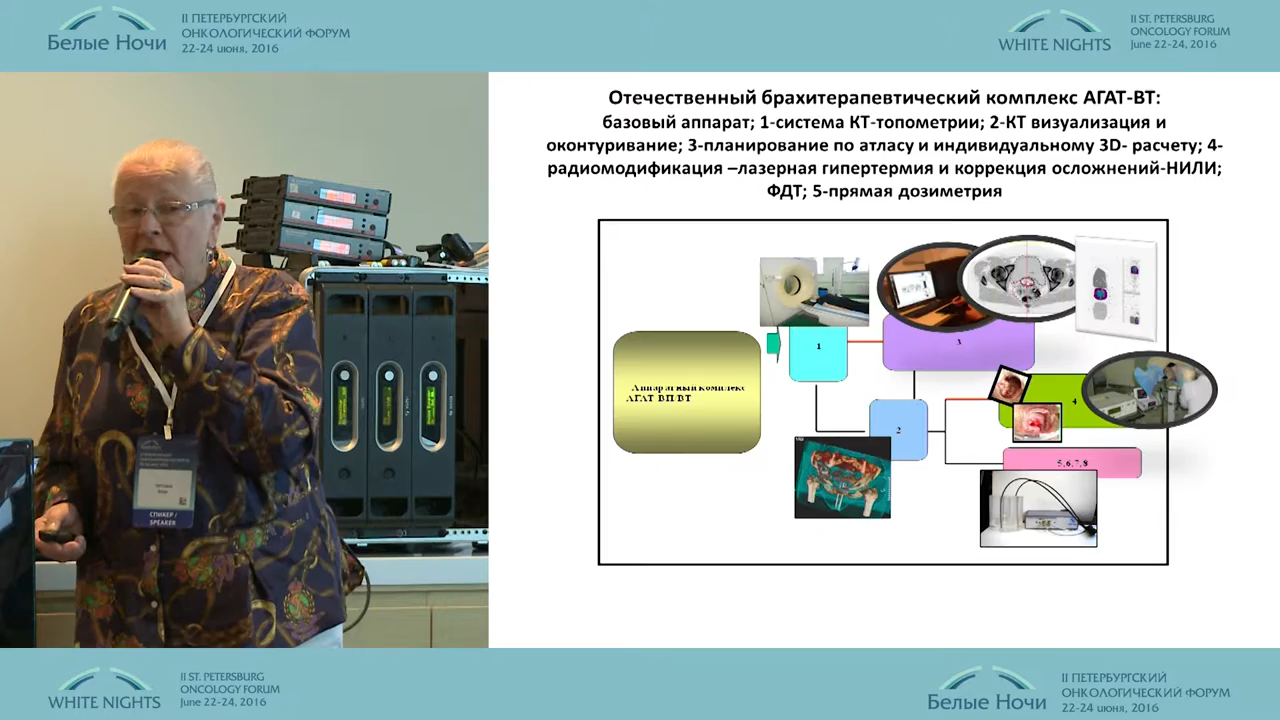 Белые Ночи
II ПЕТЕРБУРГСКИЙ
ОНКОЛОГИЧЕСКИЙ ФОРУМ
22-24 июня, 2016
WHITE NIGHTS
II ST. PETERSBURG
ONCOLOGY FORUM
June 22-24, 2016
Отечественный брахитерапевтический комплекс АГАТ-ВТ:
базовый аппарат; 1-система КТ-топометрии; 2-КТ визуализация и
оконтуривание; 3-планирование по атласу и индивидуальному 3D- расчету; 4-
радиомодификация –лазерная гипертермия и коррекция осложнений-НИЛИ;
ФДТ; 5-прямая дозиметрия
Аппаратный комплекс
АГАТ-ВП/ВТ
1
3
4
2
5,6,7,8
СПИКЕР /
SPEAKER
WHITE NIGHTS
II ST. PETERSBURG
ONCOLOGY FORUM
June 22-24, 2016
Белые Ночи
II ПЕТЕРБУРГСКИЙ
ОНКОЛОГИЧЕСКИЙ ФОРУМ
22-24 июня, 2016